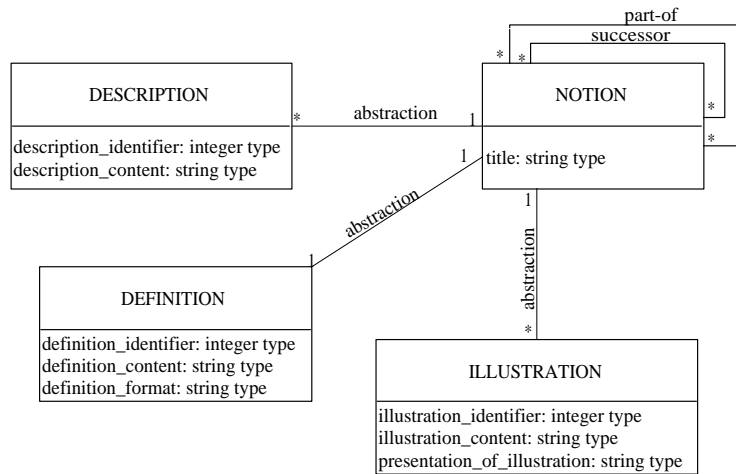 part-of
successor
* *
DESCRIPTION
NOTION
*
* abstraction 1
*
description_identifier: integer type
description_content: string type
1
title: string type
abstraction
1
1
DEFINITION
abstraction
definition_identifier: integer type
definition_content: string type
definition_format: string type
*
ILLUSTRATION
illustration_identifier: integer type
illustration_content: string type
presentation_of_illustration: string type